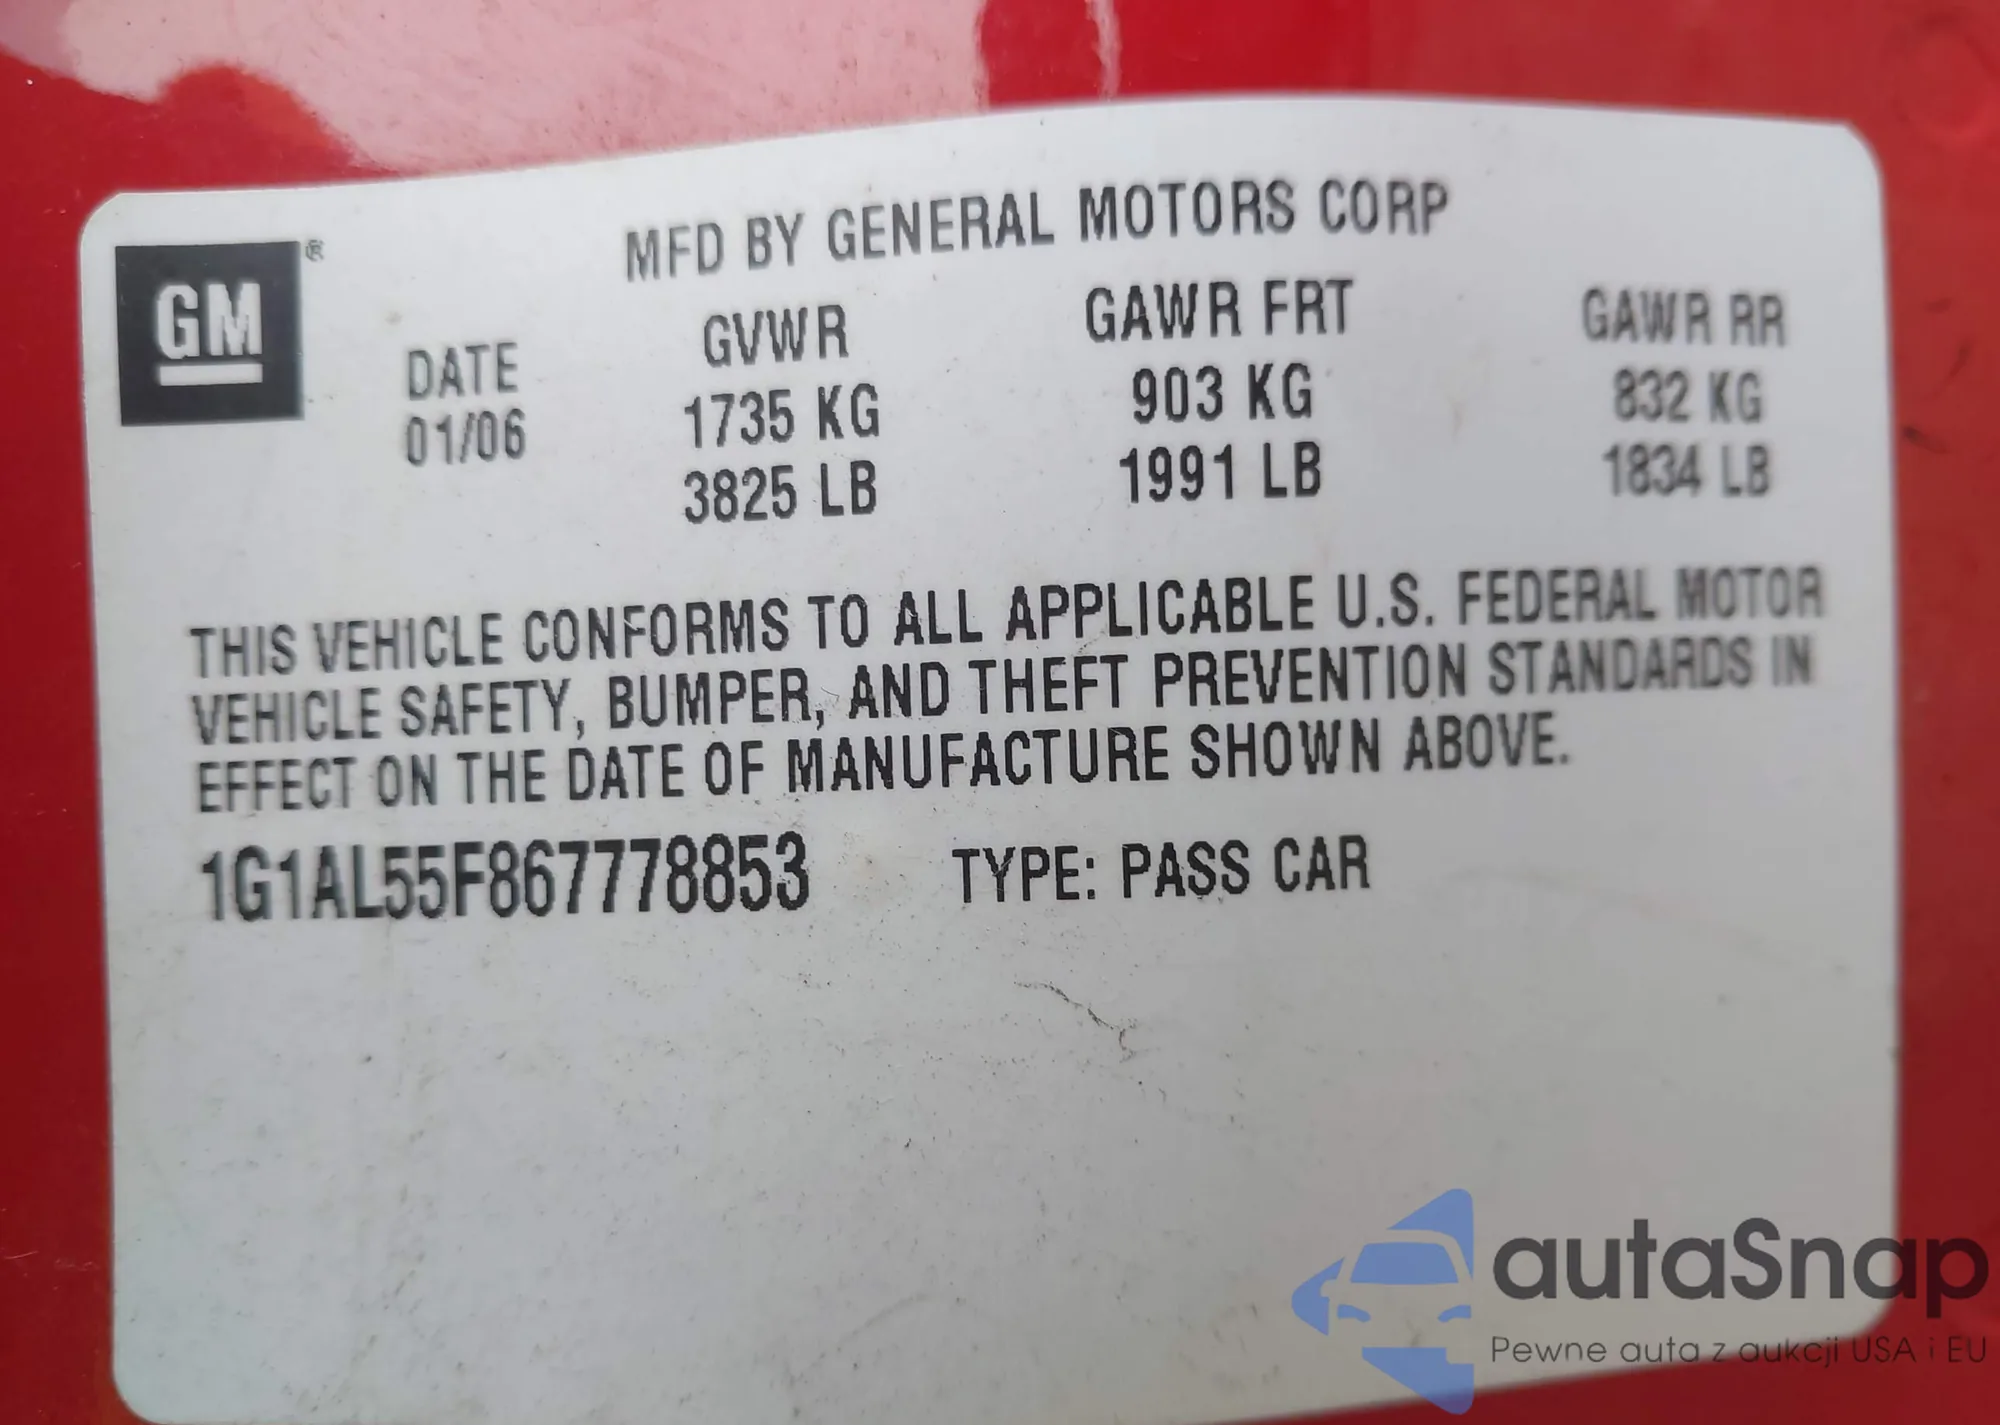 MFD BY GENERAL MOTORS CORP
GM ®
DATE GVWR GAWR FRT GAWR RR
01/06 1735 KG 903 KG 832 KG
3825 LB 1991 LB 1834 LB
THIS VEHICLE CONFORMS TO ALL APPLICABLE U.S. FEDERAL MOTOR
VEHICLE SAFETY, BUMPER, AND THEFT PREVENTION STANDARDS IN
EFFECT ON THE DATE OF MANUFACTURE SHOWN ABOVE.
1G1AL55F867778853 TYPE: PASS CAR
autaSnap
Pewne auta z aukcji USA i EU